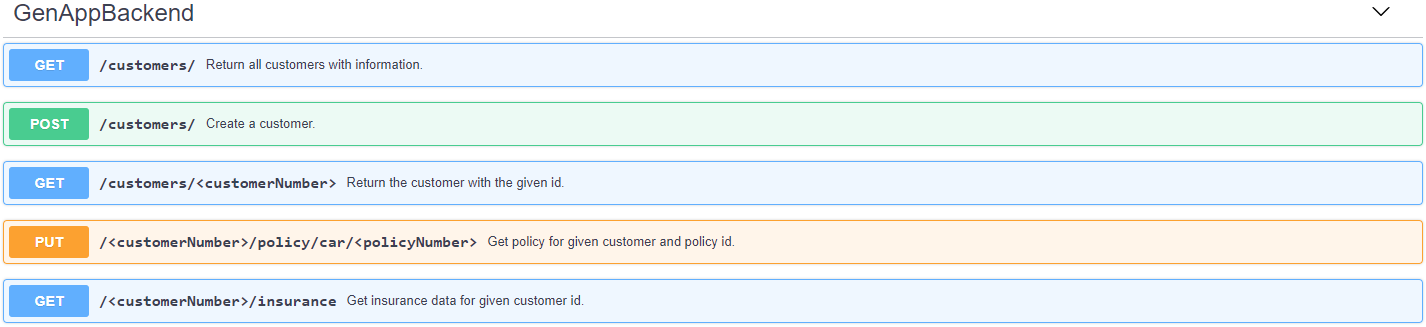 GenAppBackend
GET /customers/ Return all customers with information.
POST /customers/ Create a customer.
GET /customers/<customerNumber> Return the customer with the given id.
PUT /<customerNumber>/policy/car/<policyNumber> Get policy for given customer and policy id.
GET /<customerNumber>/insurance Get insurance data for given customer id.